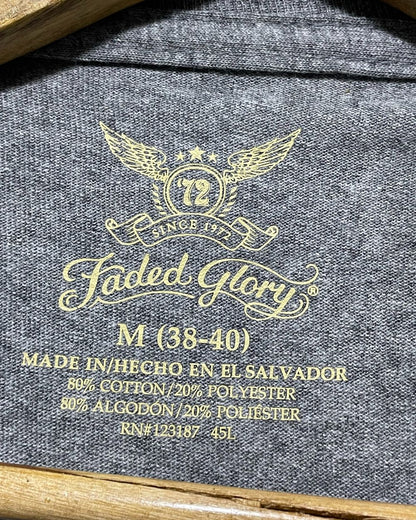 '72
SINCE 1972
Faded Glory®
M (38-40)
MADE IN/HECHO EN EL SALVADOR
80% COTTON/20% POLYESTER
80% ALGODÓN/20% POLIÉSTER
RN#123187 45L